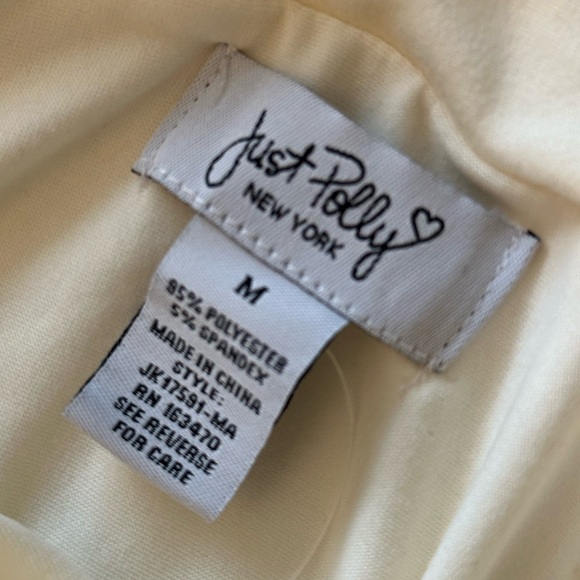 Just Polly
NEW YORK
M
95% POLYESTER
5% SPANDEX
MADE IN CHINA
STYLE:
JK17591-MA
RN 163470
SEE REVERSE
FOR CARE